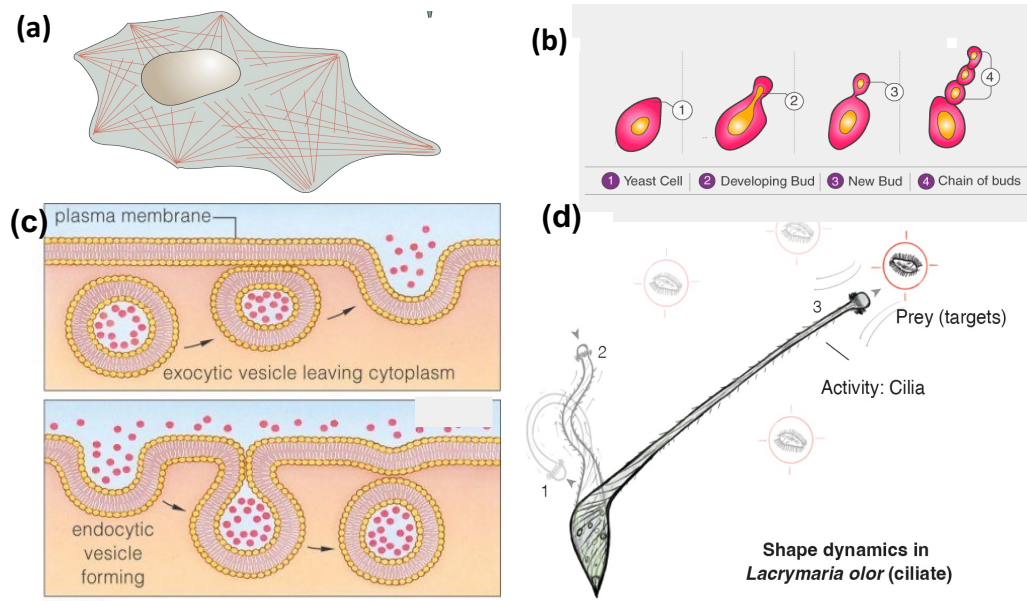 (a)
(b)
1
2
3
4
1 Yeast Cell
2 Developing Bud
3 New Bud
4 Chain of buds
(c)
plasma membrane
exocytic vesicle leaving cytoplasm
endocytic
vesicle
forming
(d)
3
Prey (targets)
2
Activity: Cilia
1
Shape dynamics in
Lacrymaria olor (ciliate)